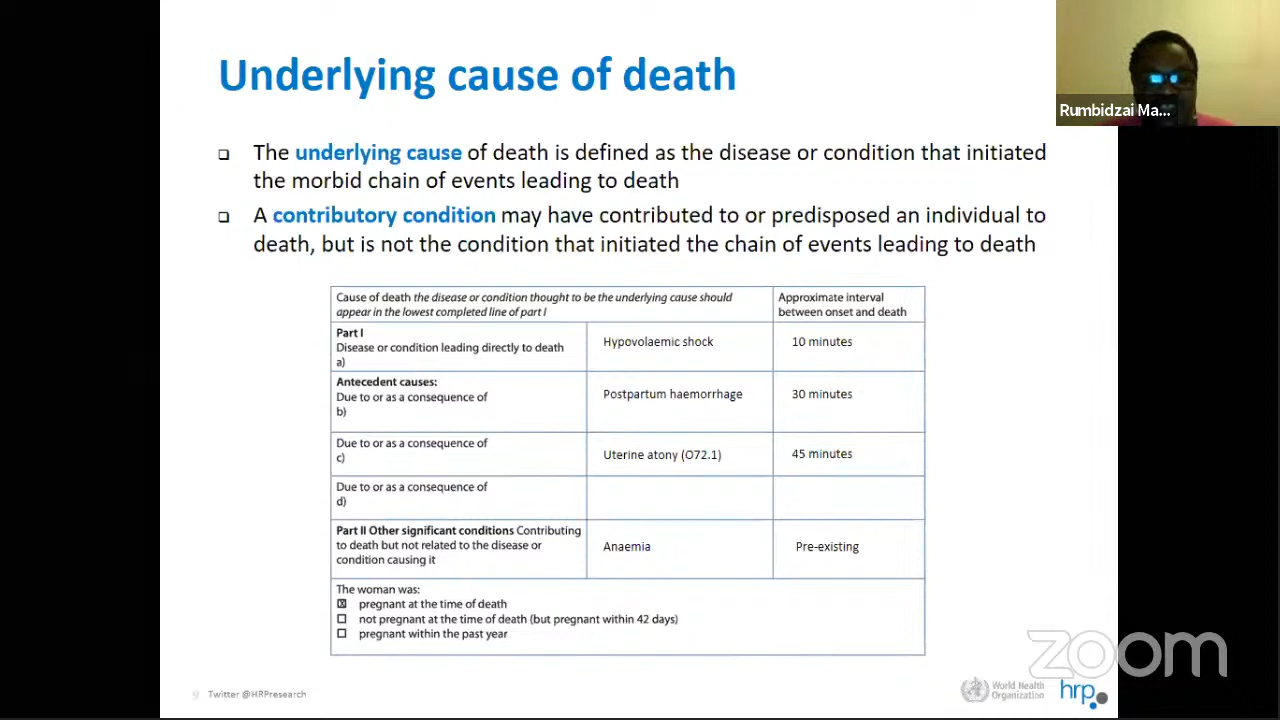 Underlying cause of death
Rumbidzai Ma...
The underlying cause of death is defined as the disease or condition that initiated
the morbid chain of events leading to death
A contributory condition may have contributed to or predisposed an individual to
death, but is not the condition that initiated the chain of events leading to death
Cause of death the disease or condition thought to be the underlying cause should
appear in the lowest completed line of part I
Approximate interval
between onset and death
Part I
Disease or condition leading directly to death
a)
Hypovolaemic shock
10 minutes
Antecedent causes:
Due to or as a consequence of
b)
Postpartum haemorrhage
30 minutes
Due to or as a consequence of
c)
Uterine atony (O72.1)
45 minutes
Due to or as a consequence of
d)
Part II Other significant conditions Contributing
to death but not related to the disease or
condition causing it
Anaemia
Pre-existing
The woman was:
pregnant at the time of death
not pregnant at the time of death (but pregnant within 42 days)
pregnant within the past year
zoom
9 Twitter @HRPresearch
World Health
Organization
hrp